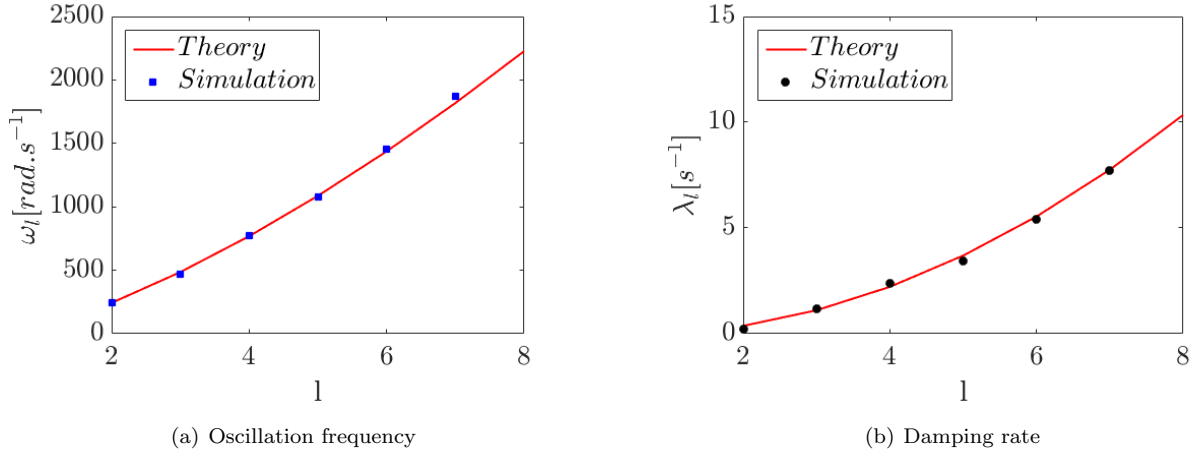 2500
2000
1500
1000
500
0
2
4
6
8
ω_l[rad.s^{-1}]
l
Theory
Simulation
(a) Oscillation frequency
15
10
5
0
2
4
6
8
λ_l[s^{-1}]
l
Theory
Simulation
(b) Damping rate